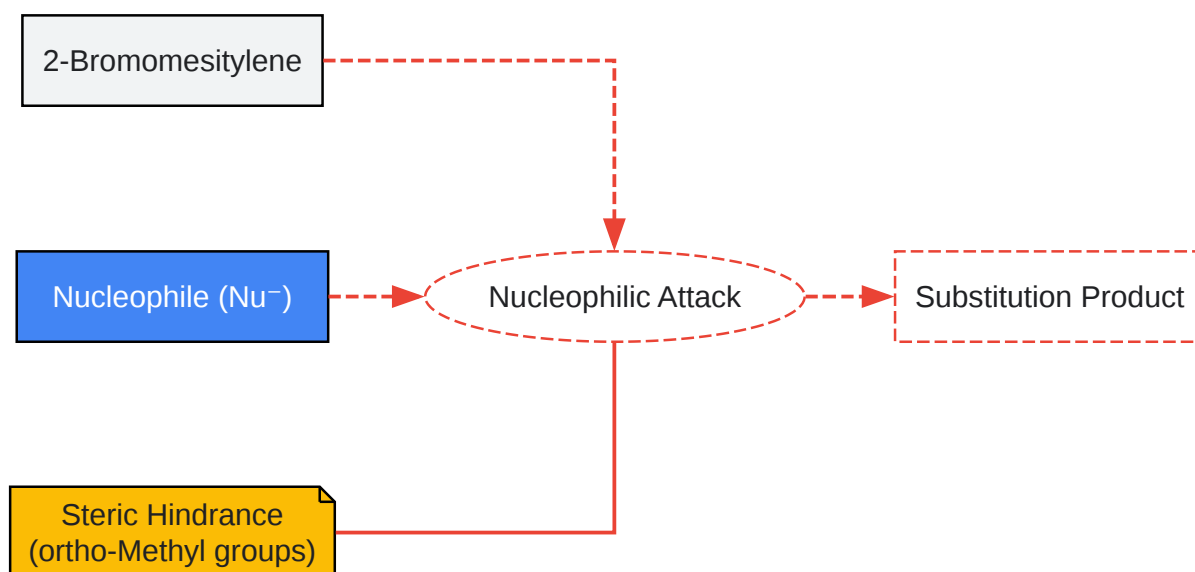 2-Bromomesitylene
Nucleophile (Nu⁻)
Nucleophilic Attack
Substitution Product
Steric Hindrance
(ortho-Methyl groups)